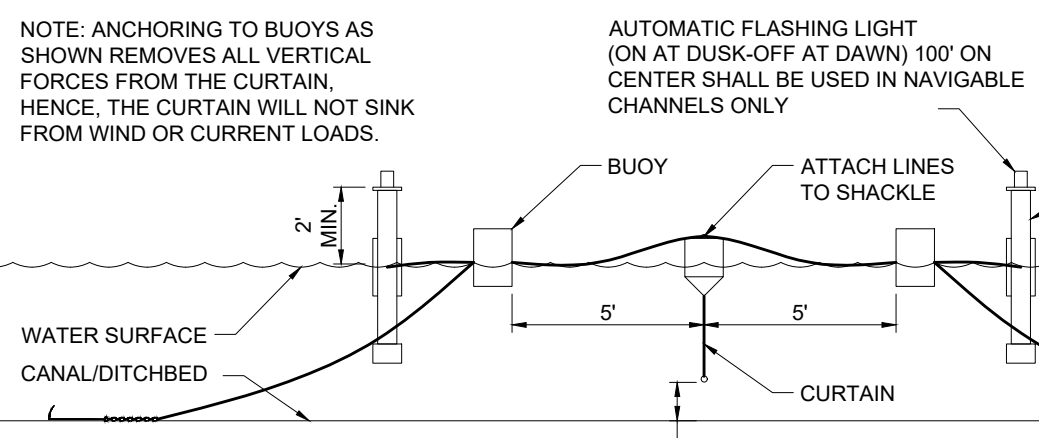 NOTE: ANCHORING TO BUOYS AS
SHOWN REMOVES ALL VERTICAL
FORCES FROM THE CURTAIN,
HENCE, THE CURTAIN WILL NOT SINK
FROM WIND OR CURRENT LOADS.
AUTOMATIC FLASHING LIGHT
(ON AT DUSK-OFF AT DAWN) 100' ON
CENTER SHALL BE USED IN NAVIGABLE
CHANNELS ONLY
BUOY
ATTACH LINES
TO SHACKLE
2'
MIN.
5'
5'
WATER SURFACE
CANAL/DITCHBED
CURTAIN